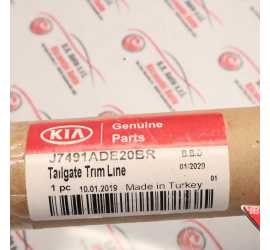 KIA
Genuine
Parts
J7491ADE20BR
B.B.D
Tailgate Trim Line
01/2020
1 pc 10.01.2019 Made in Turkey
01